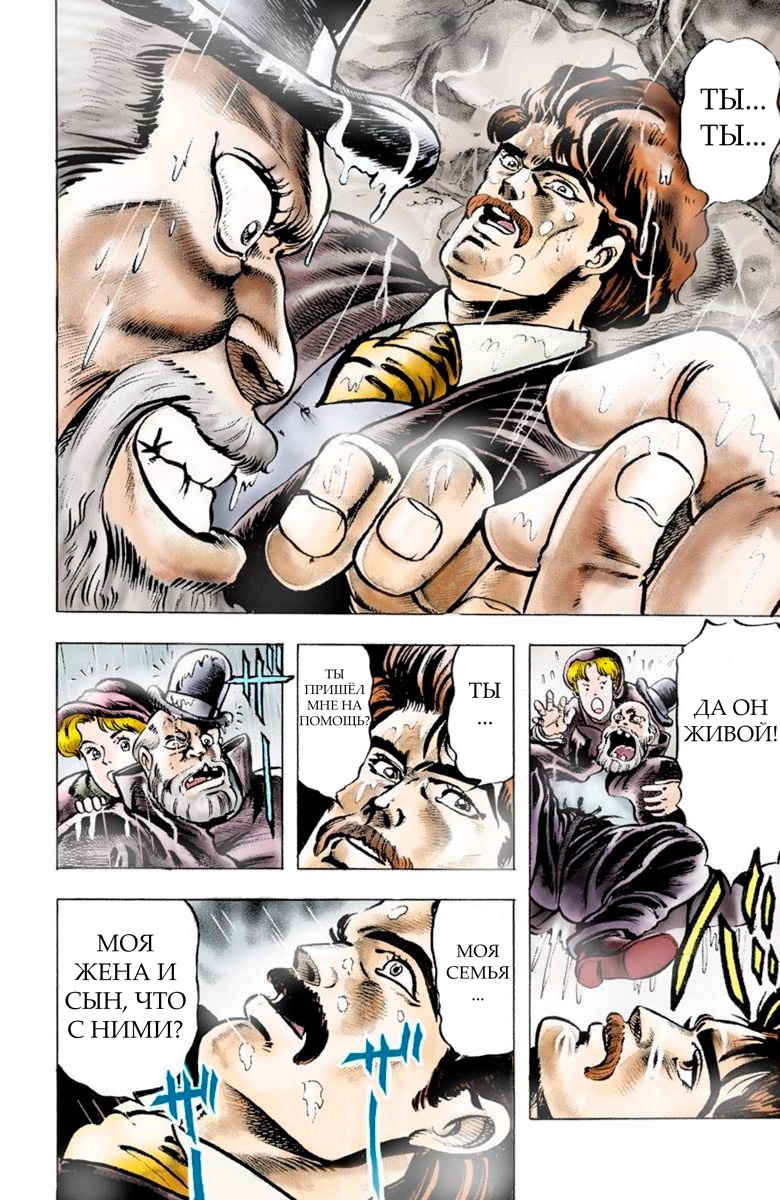 ТЫ...
ТЫ...
ДА ОН
ЖИВОЙ!
ТЫ
...
ТЫ
ПРИШЁЛ
МНЕ НА
ПОМОЩЬ?
МОЯ
СЕМЬЯ
...
МОЯ
ЖЕНА И
СЫН, ЧТО
С НИМИ?